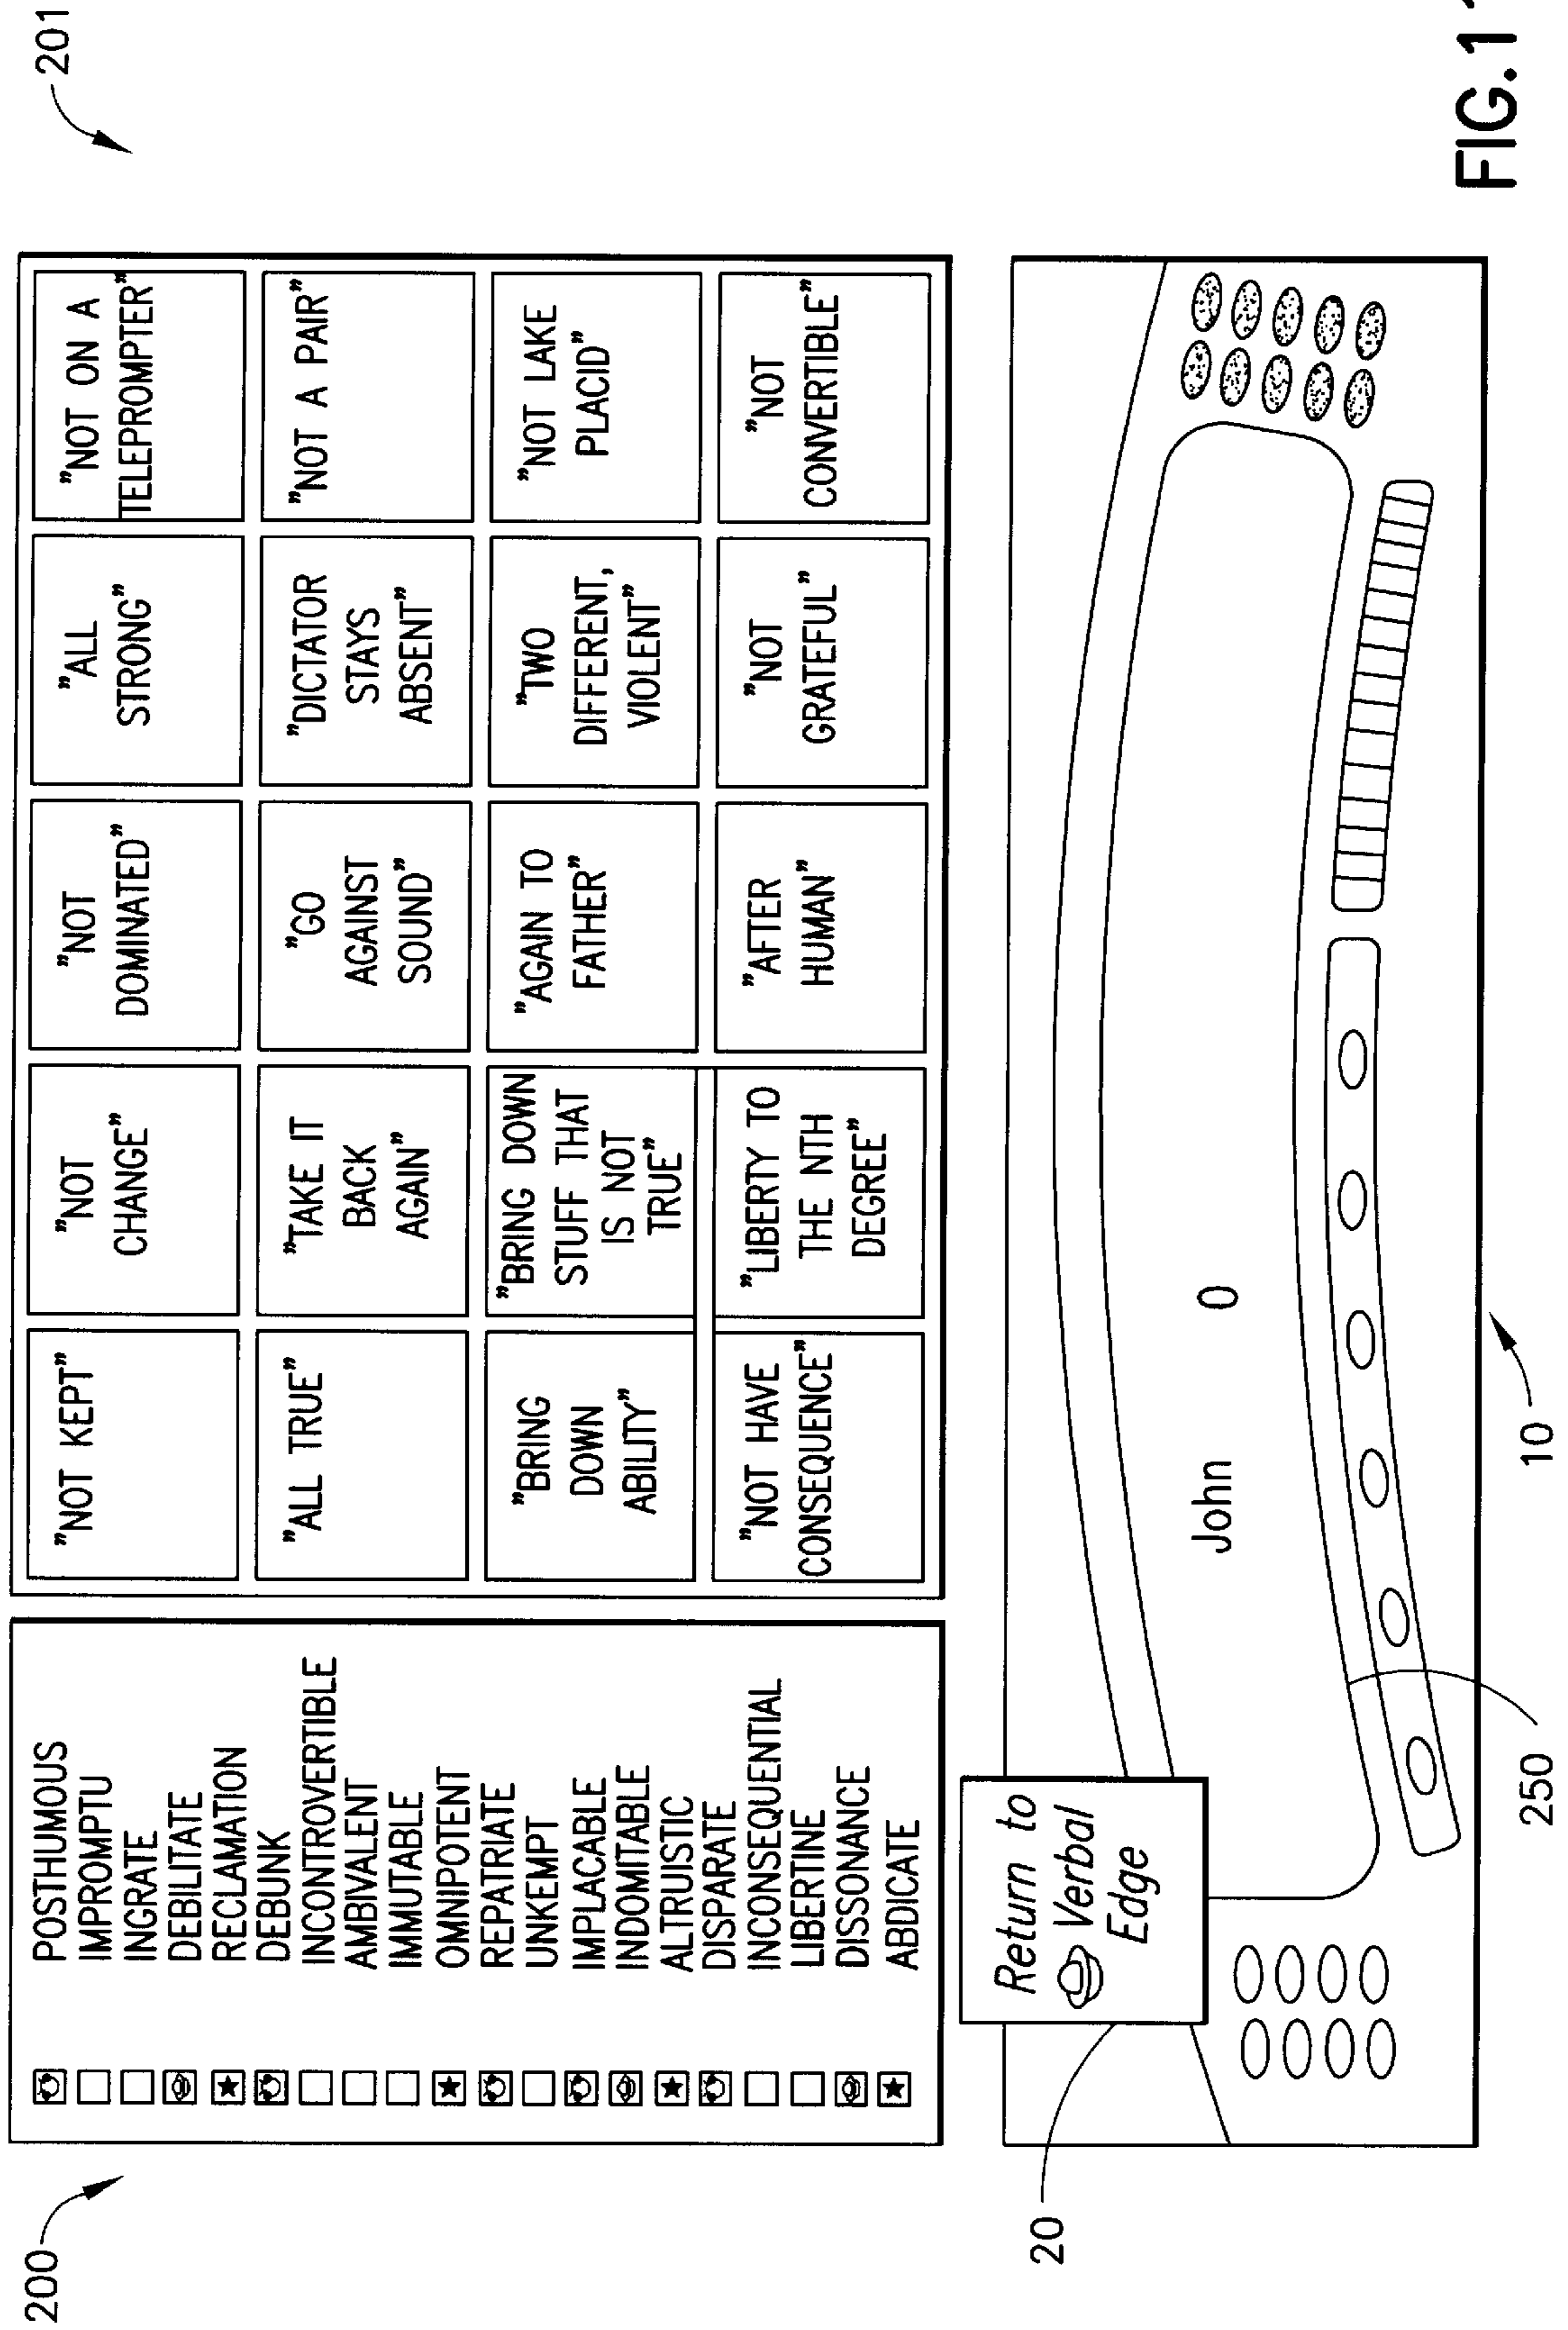 200
201
POSTHUMOUS
IMPROMPTU
INGRATE
DEBILITATE
RECLAMATION
DEBUNK
INCONTROVERTIBLE
AMBIVALENT
IMMUTABLE
OMNIPOTENT
REPATRIATE
UNKEMPT
IMPLACABLE
INDOMITABLE
ALTRUISTIC
DISPARATE
INCONSEQUENTIAL
LIBERTINE
DISSONANCE
ABDICATE
"NOT KEPT"
"NOT
CHANGE"
"NOT
DOMINATED"
"ALL
STRONG"
"NOT ON A
TELEPROMPTER"
"ALL TRUE"
"TAKE IT
BACK
AGAIN"
"GO
AGAINST
SOUND"
"DICTATOR
STAYS
ABSENT"
"NOT A PAIR"
"BRING
DOWN
ABILITY"
"BRING DOWN
STUFF THAT
IS NOT
TRUE"
"AGAIN TO
FATHER"
"TWO
DIFFERENT,
VIOLENT"
"NOT LAKE
PLACID"
"NOT HAVE
CONSEQUENCE"
"LIBERTY TO
THE NTH
DEGREE"
"AFTER
HUMAN"
"NOT
GRATEFUL"
"NOT
CONVERTIBLE"
20
Return to
Verbal
Edge
John 0
250
10
FIG.11